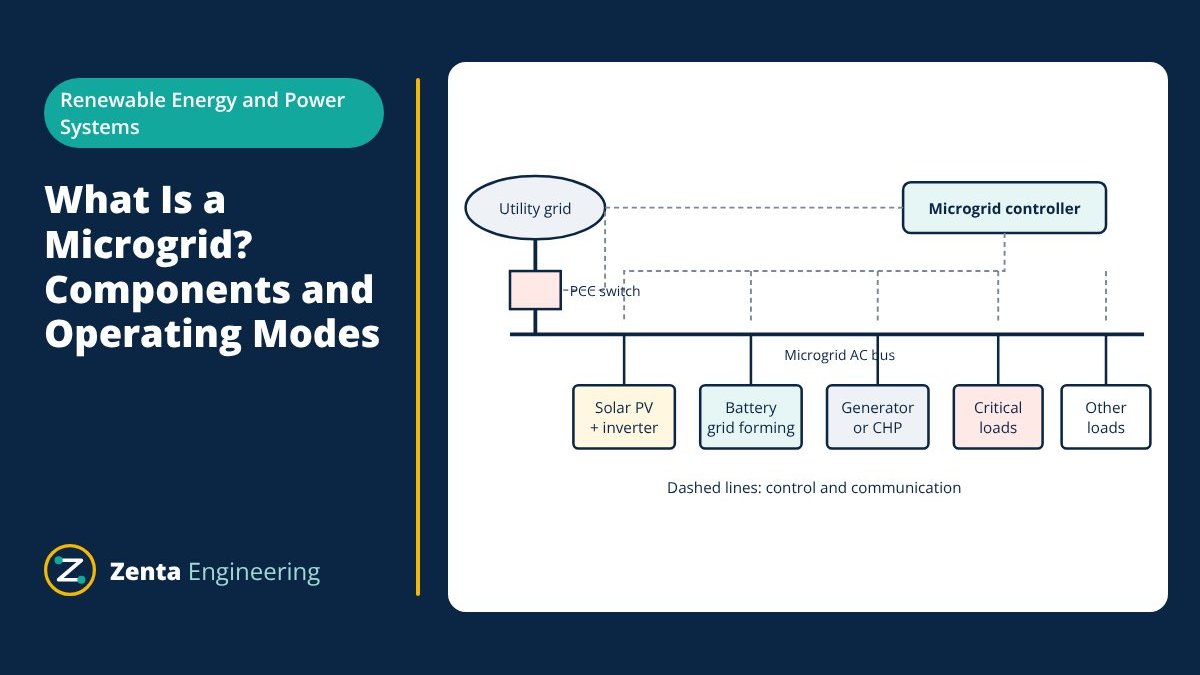 Renewable Energy and Power
Systems
What Is a
Microgrid?
Components and
Operating Modes
Utility grid
Microgrid controller
PCC switch
Microgrid AC bus
Solar PV
+ inverter
Battery
grid forming
Generator
or CHP
Critical
loads
Other
loads
Dashed lines: control and communication
Z
Zenta Engineering